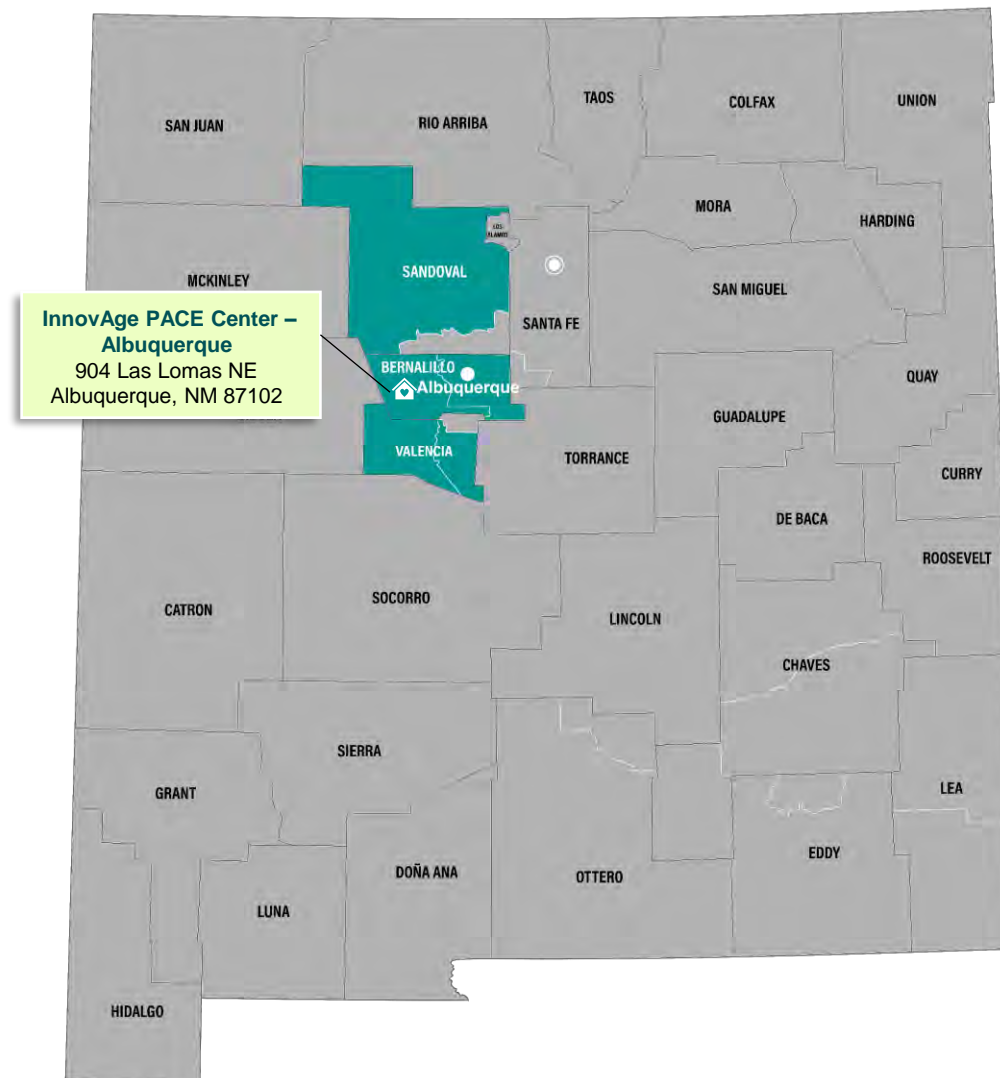 TAOS
COLFAX
UNION
SAN JUAN
RIO ARRIBA
MORA
HARDING
LOS
ALAMOS
SANDOVAL
MCKINLEY
SAN MIGUEL
SANTA FE
InnovAge PACE Center –
Albuquerque
904 Las Lomas NE
Albuquerque, NM 87102
BERNALILLO
Albuquerque
QUAY
GUADALUPE
VALENCIA
TORRANCE
CURRY
DE BACA
ROOSEVELT
CATRON
SOCORRO
LINCOLN
CHAVES
SIERRA
GRANT
LEA
DOÑA ANA
OTTERO
EDDY
LUNA
HIDALGO